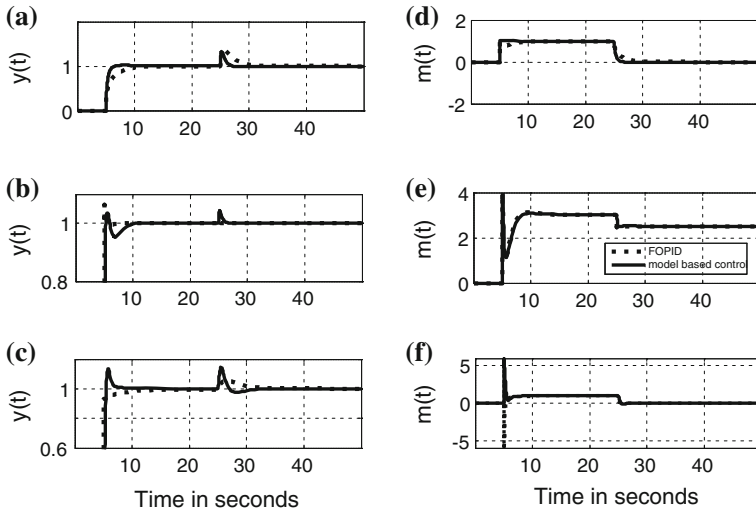 (a)
y(t)
1
0
10 20 30 40
(d)
m(t)
2
0
-2
10 20 30 40
(b)
y(t)
1
0.8
10 20 30 40
(e)
m(t)
4
2
0
FOPID
model based control
10 20 30 40
(c)
y(t)
1
0.6
10 20 30 40
Time in seconds
(f)
m(t)
5
0
-5
10 20 30 40
Time in seconds